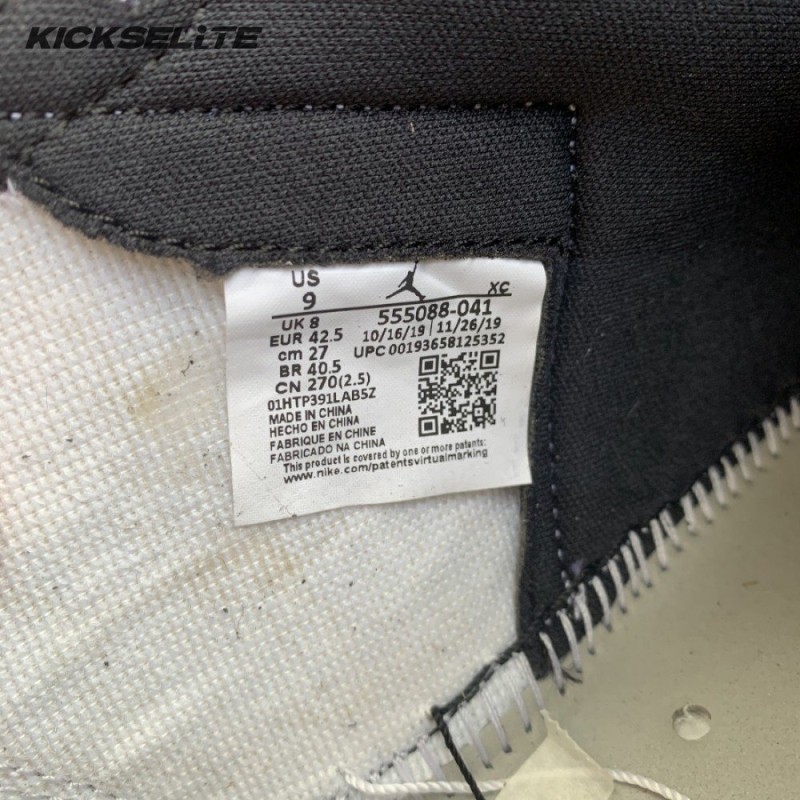 KICKSELITE
US
9
XC
UK 8
555088-041
EUR 42.5
10/16/19 | 11/26/19
cm 27
UPC 00193658125352
BR 40.5
CN 270(2.5)
01HTP391LAB5Z
MADE IN CHINA
HECHO EN CHINA
FABRIQUE EN CHINE
FABRICADO NA CHINA
This product is covered by one or more patents:
www.nike.com/patentsvirtualmarking